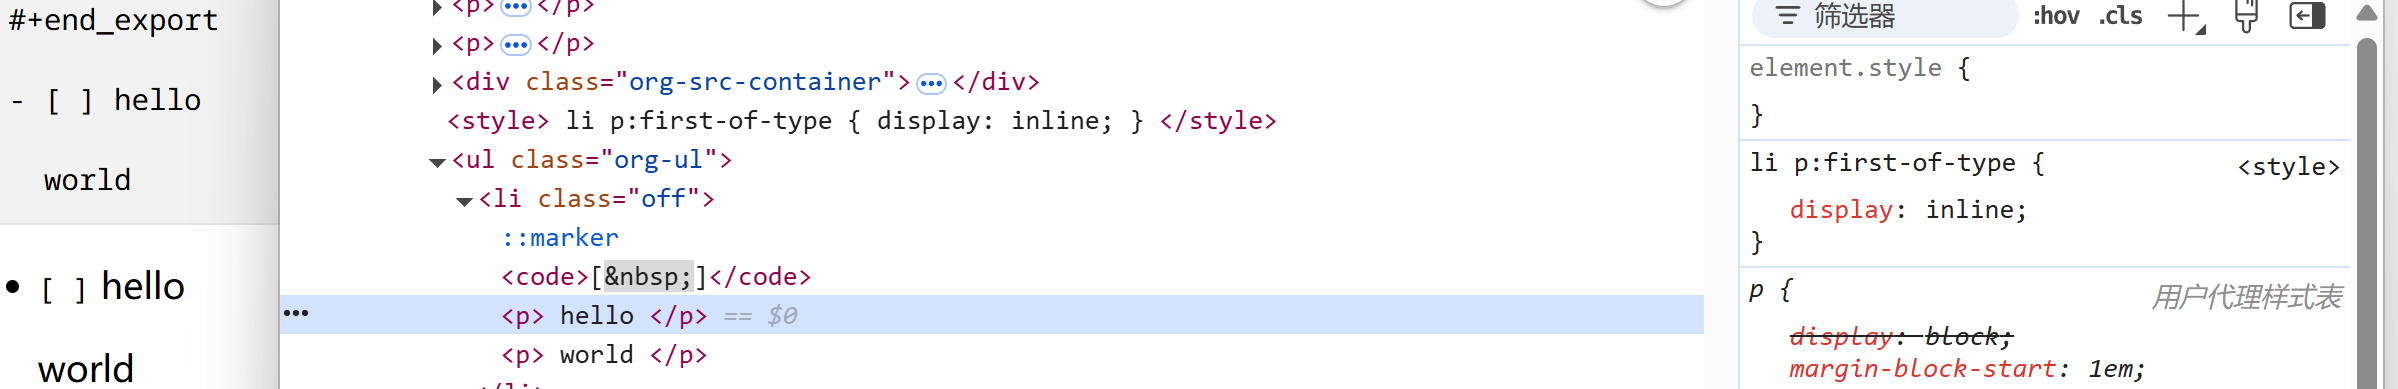 #+end_export
- [ ] hello
world
• [ ] hello
world
<p> ••• </p>
<p> ••• </p>
<div class="org-src-container"> ••• </div>
<style> li p:first-of-type { display: inline; } </style>
<ul class="org-ul">
<li class="off">
::marker
<code>[&nbsp;]</code>
••• <p> hello </p> == $0
<p> world </p>
</li>
筛选器 :hov .cls
element.style {
}
li p:first-of-type { <style>
display: inline;
}
p { 用户代理样式表
display: block;
margin-block-start: 1em;